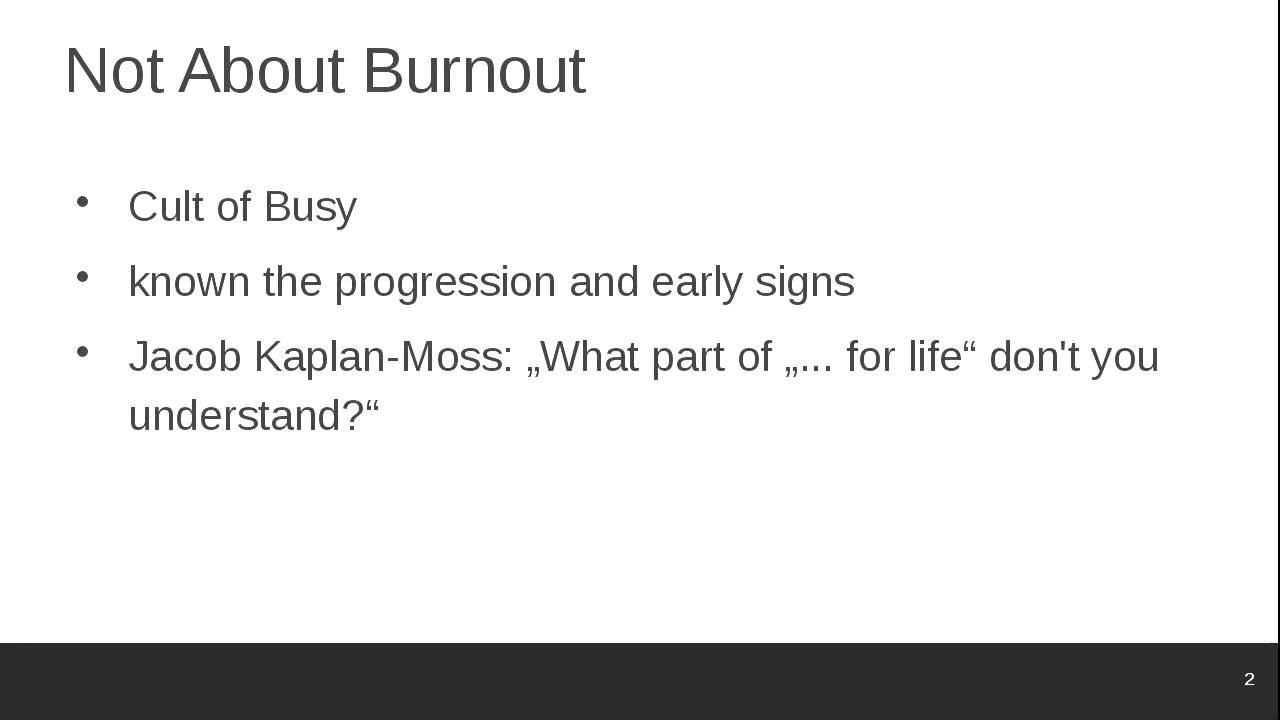 Not About Burnout
• Cult of Busy
• known the progression and early signs
• Jacob Kaplan-Moss: „What part of „... for life“ don't you
understand?“
2